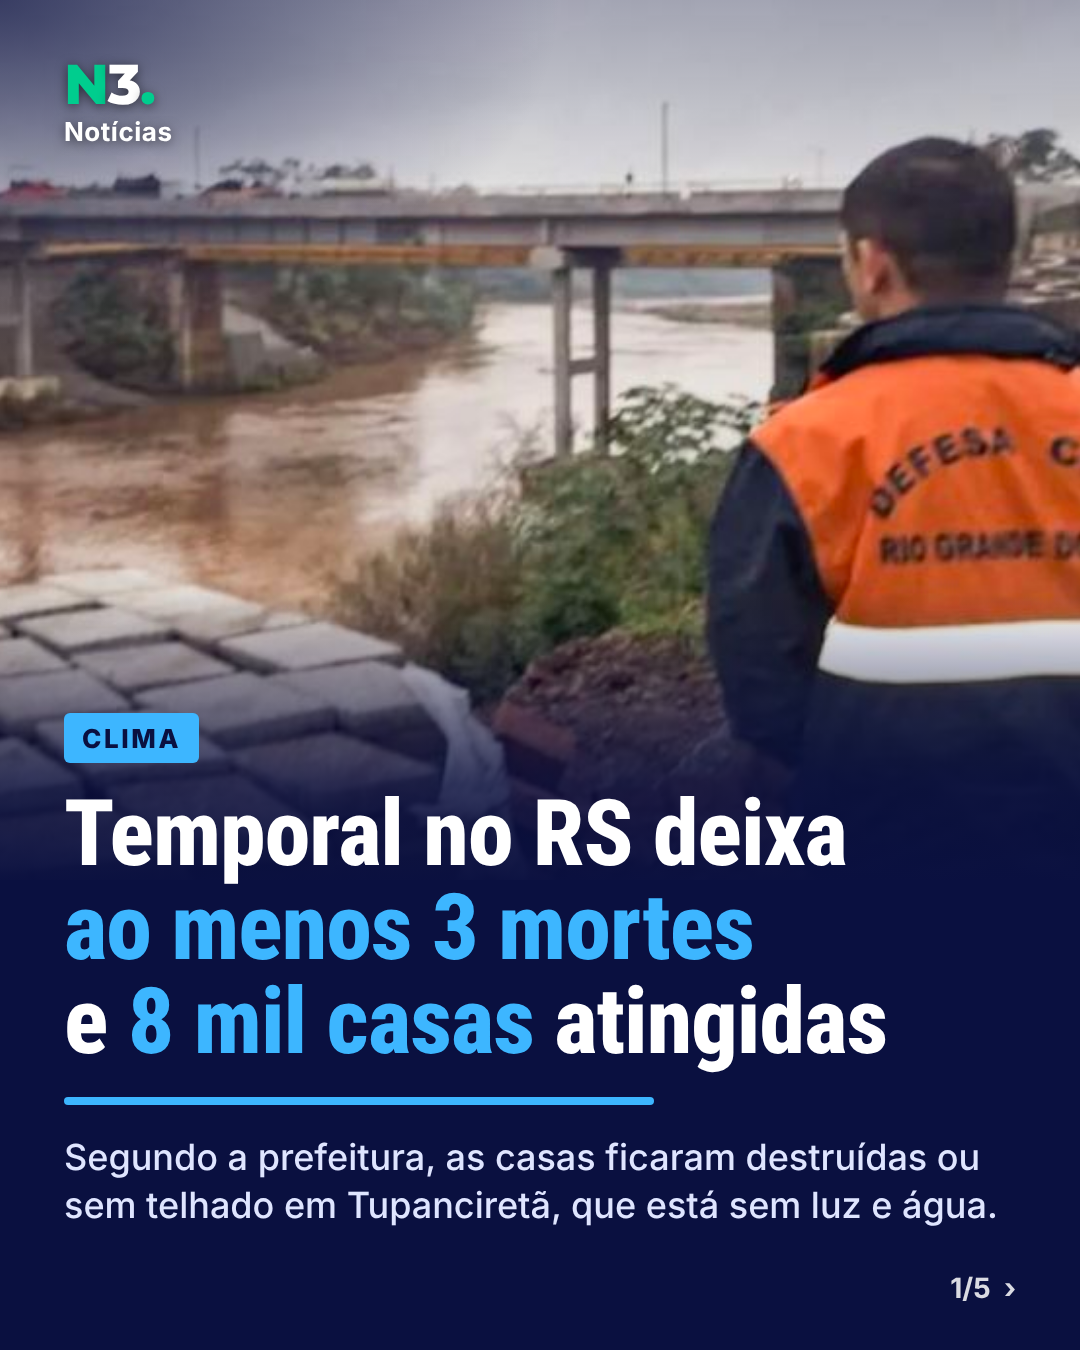 N3.
Notícias
DEFESA C
RIO GRANDE DO
CLIMA
Temporal no RS deixa
ao menos 3 mortes
e 8 mil casas atingidas
Segundo a prefeitura, as casas ficaram destruídas ou
sem telhado em Tupanciretã, que está sem luz e água.
1/5 ›